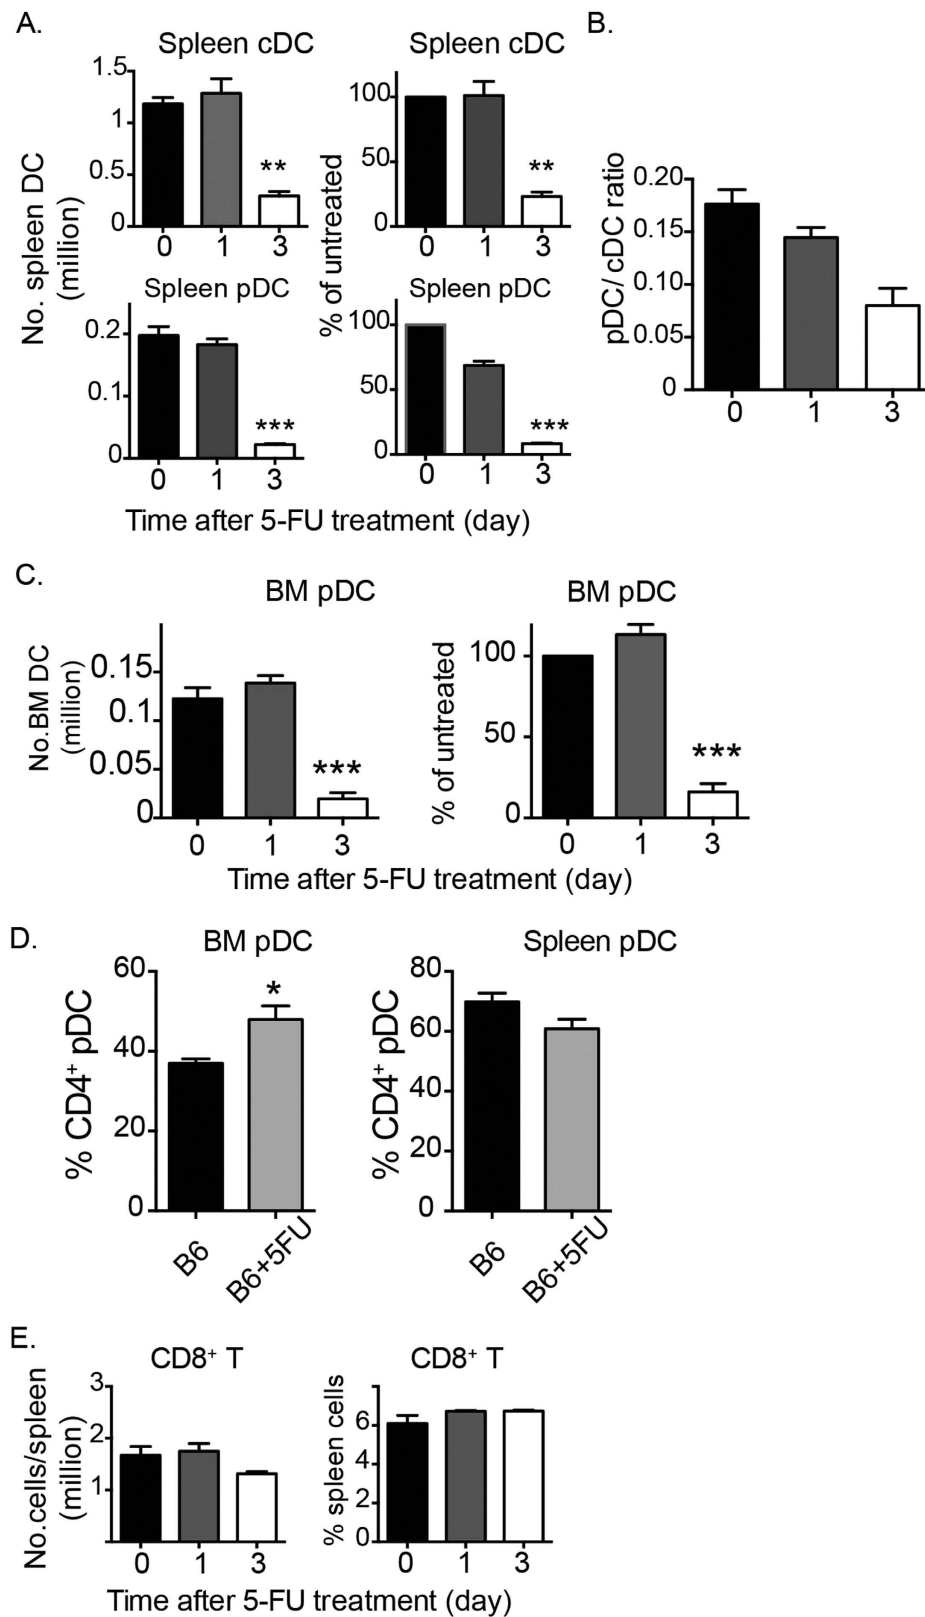 A.
Spleen cDC
Spleen cDC
B.
No. spleen DC
(million)
1.5
1
0.5
0
**
0 1 3
% of untreated
100
50
0
**
0 1 3
pDC/ cDC ratio
0.20
0.15
0.10
0.05
0
0 1 3
Spleen pDC
0.2
0.1
0
***
0 1 3
Spleen pDC
100
50
0
***
0 1 3
Time after 5-FU treatment (day)
C.
BM pDC
BM pDC
No.BM DC
(million)
0.15
0.1
0.05
0
***
0 1 3
% of untreated
100
50
0
***
0 1 3
Time after 5-FU treatment (day)
D.
BM pDC
Spleen pDC
% CD4⁺ pDC
60
40
20
0
*
B6
B6+5FU
% CD4⁺ pDC
80
60
40
20
0
B6
B6+5FU
E.
CD8⁺ T
CD8⁺ T
No.cells/spleen
(million)
3
2
1
0 1 3
% spleen cells
6
4
2
0
0 1 3
Time after 5-FU treatment (day)